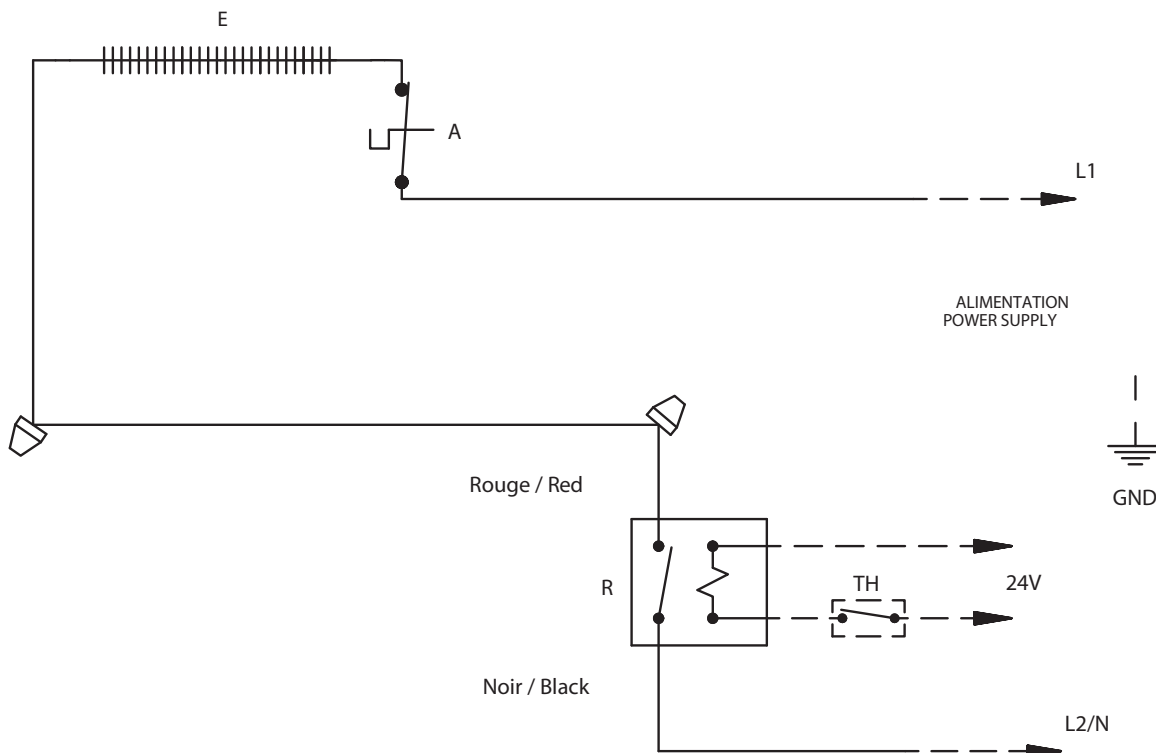 E
A
L1
ALIMENTATION
POWER SUPPLY
Rouge / Red
GND
R
TH
24V
Noir / Black
L2/N